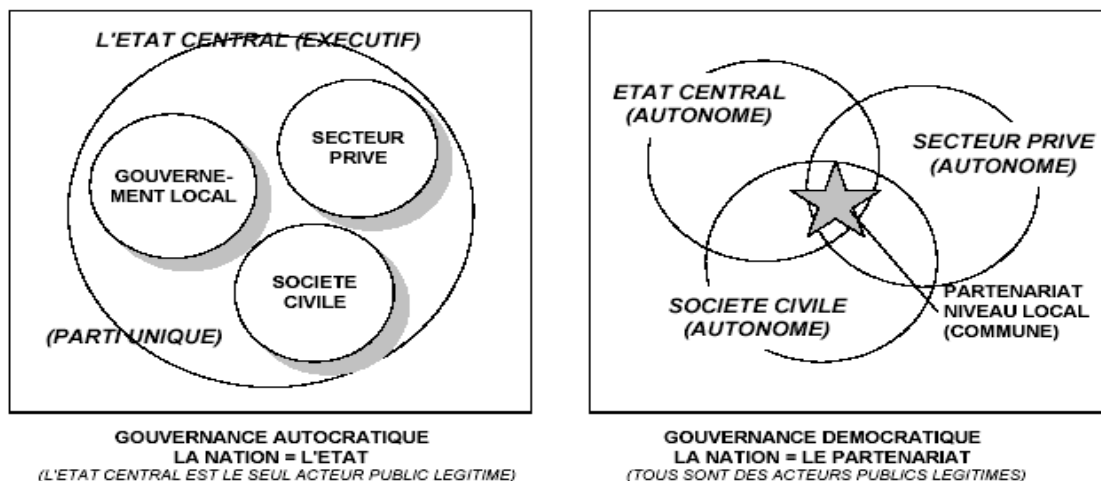 L'ETAT CENTRAL (EXECUTIF)
SECTEUR
PRIVE
GOUVERNE-
MENT LOCAL
SOCIETE
CIVILE
(PARTI UNIQUE)
GOUVERNANCE AUTOCRATIQUE
LA NATION = L'ETAT
(L'ETAT CENTRAL EST LE SEUL ACTEUR PUBLIC LEGITIME)
ETAT CENTRAL
(AUTONOME)
SECTEUR PRIVE
(AUTONOME)
SOCIETE CIVILE
(AUTONOME)
PARTENARIAT
NIVEAU LOCAL
(COMMUNE)
GOUVERNANCE DEMOCRATIQUE
LA NATION = LE PARTENARIAT
(TOUS SONT DES ACTEURS PUBLICS LEGITIMES)